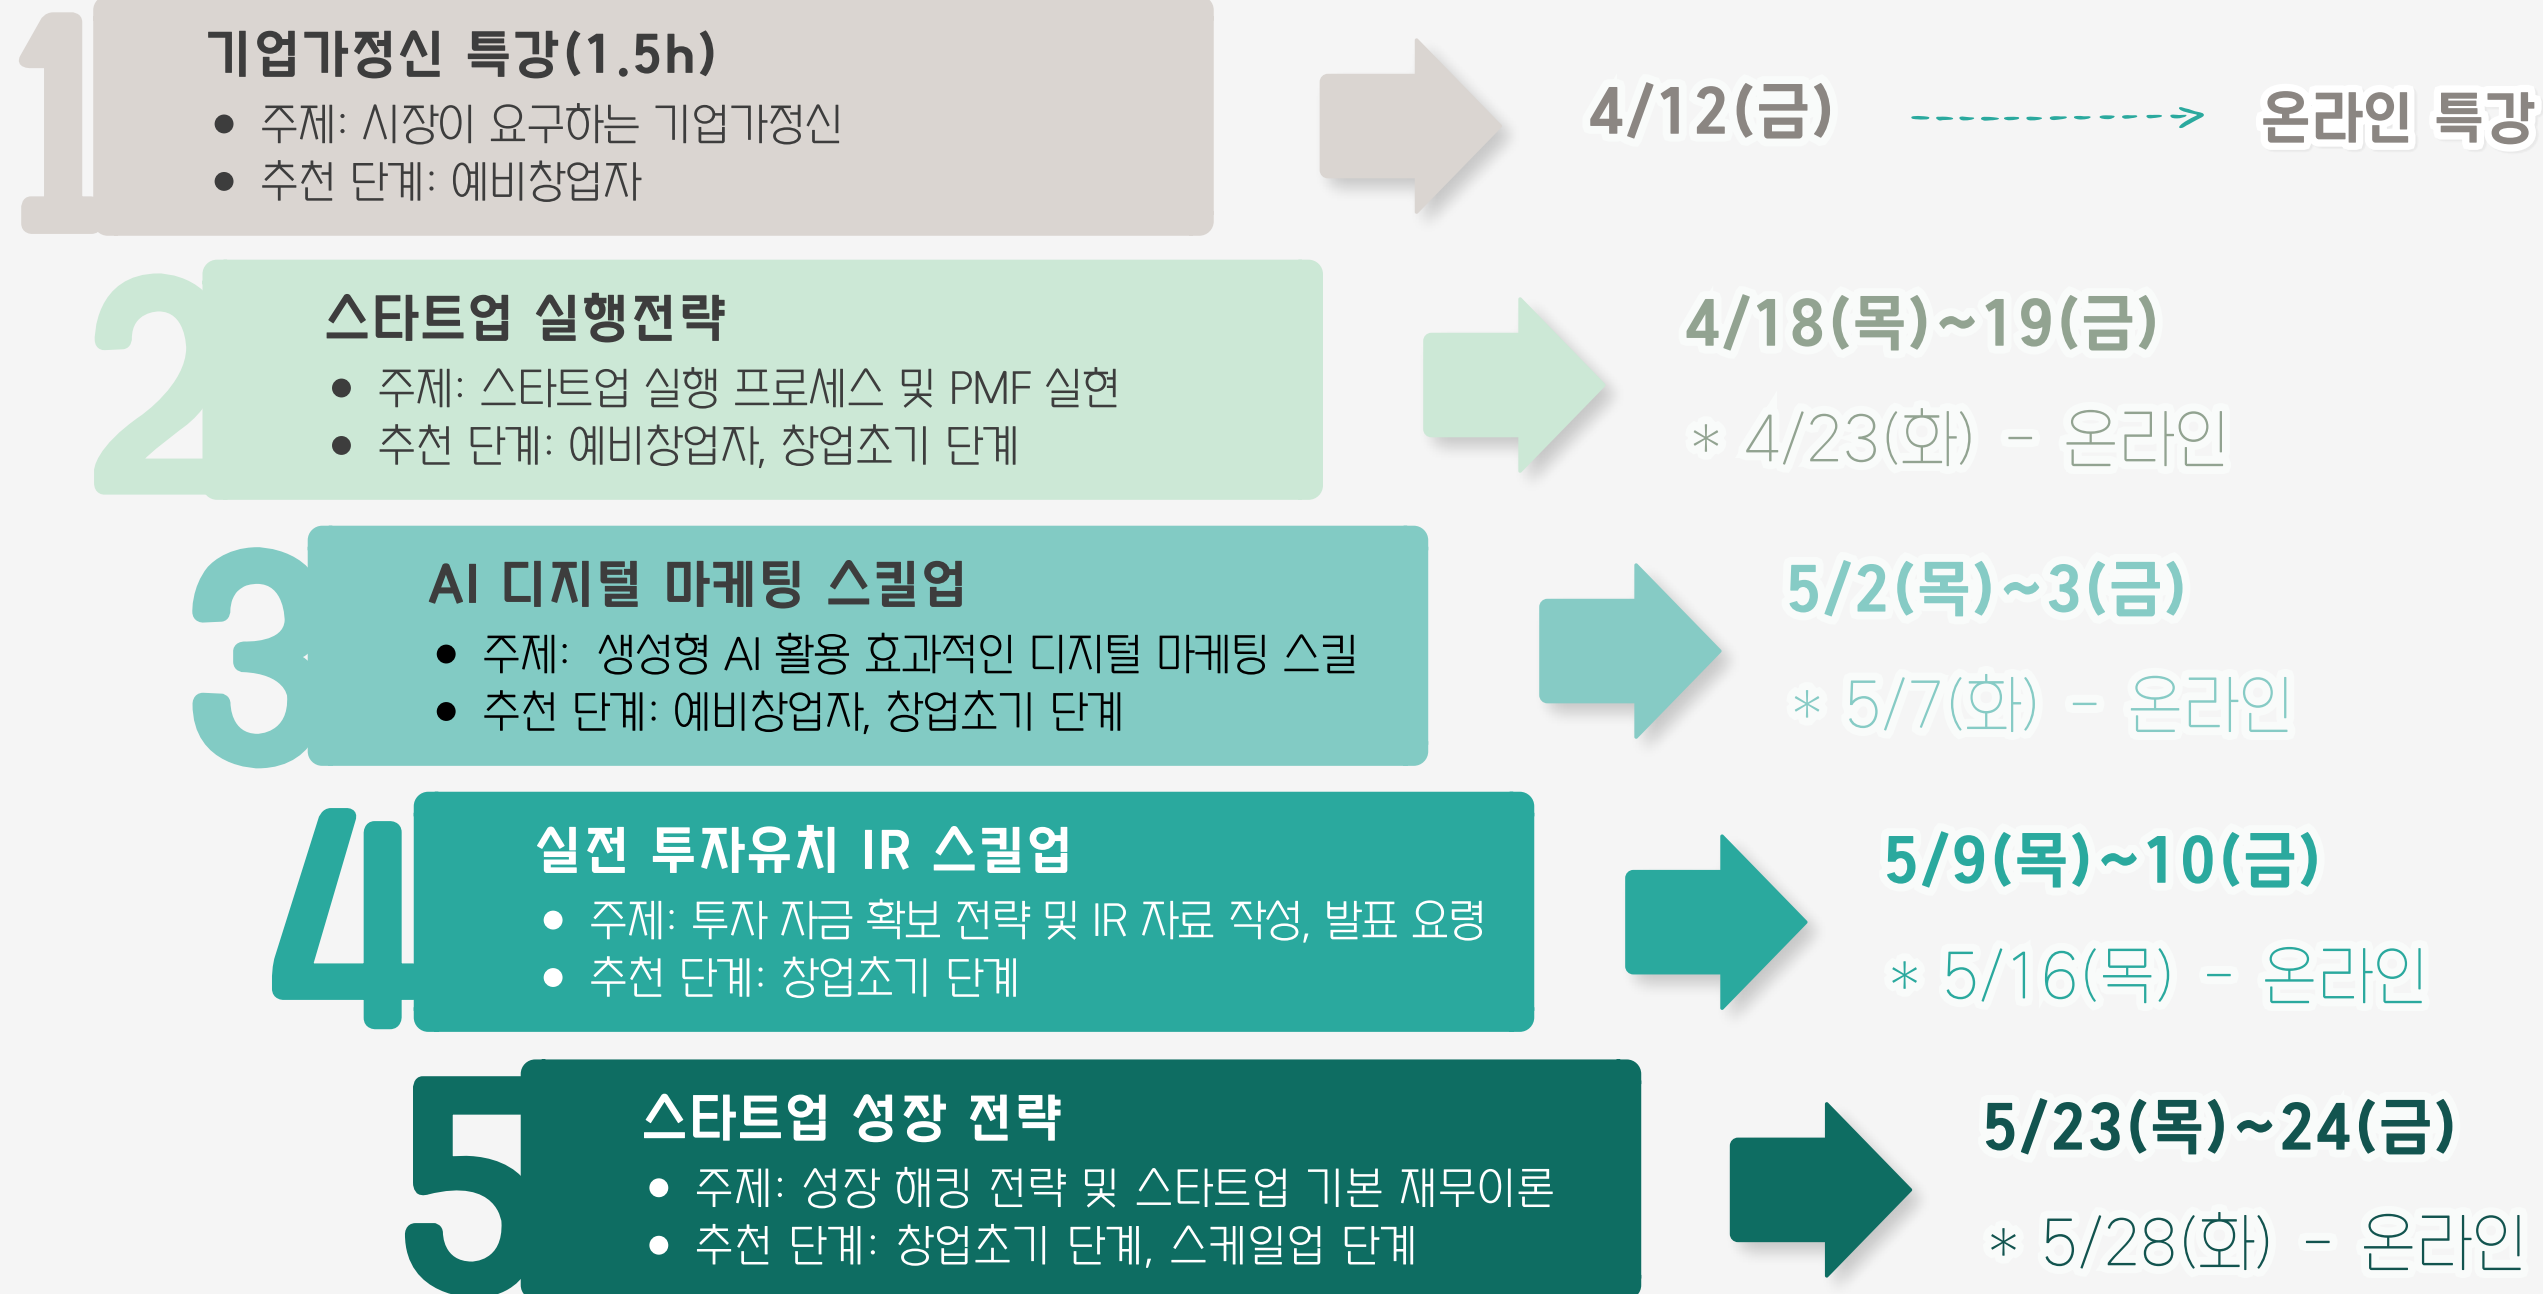 1
기업가정신 특강(1.5h)
● 주제: 시장이 요구하는 기업가정신
● 추천 단계: 예비창업자
4/12(금)
온라인 특강
2
스타트업 실행전략
● 주제: 스타트업 실행 프로세스 및 PMF 실현
● 추천 단계: 예비창업자, 창업초기 단계
4/18(목)~19(금)
* 4/23(화) - 온라인
3
AI 디지털 마케팅 스킬업
● 주제: 생성형 AI 활용 효과적인 디지털 마케팅 스킬
● 추천 단계: 예비창업자, 창업초기 단계
5/2(목)~3(금)
* 5/7(화) - 온라인
4
실전 투자유치 IR 스킬업
● 주제: 투자 자금 확보 전략 및 IR 자료 작성, 발표 요령
● 추천 단계: 창업초기 단계
5/9(목)~10(금)
* 5/16(목) - 온라인
5
스타트업 성장 전략
● 주제: 성장 해킹 전략 및 스타트업 기본 재무이론
● 추천 단계: 창업초기 단계, 스케일업 단계
5/23(목)~24(금)
* 5/28(화) - 온라인